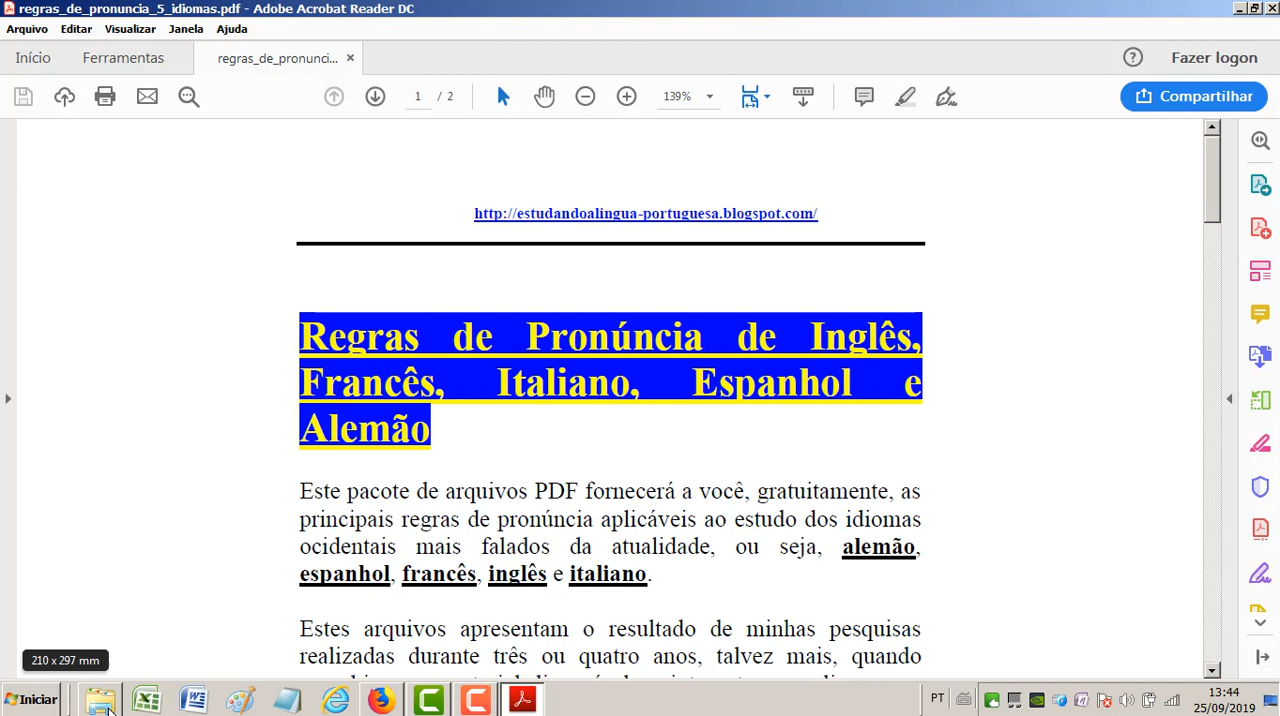 regras_de_pronuncia_5_idiomas.pdf - Adobe Acrobat Reader DC
Arquivo Editar Visualizar Janela Ajuda
Início Ferramentas regras_de_pronunci... × Fazer logon
1 / 2 139% Compartilhar
http://estudandoalingua-portuguesa.blogspot.com/
Regras de Pronúncia de Inglês,
Francês, Italiano, Espanhol e
Alemão
Este pacote de arquivos PDF fornecerá a você, gratuitamente, as
principais regras de pronúncia aplicáveis ao estudo dos idiomas
ocidentais mais falados da atualidade, ou seja, alemão,
espanhol, francês, inglês e italiano.
Estes arquivos apresentam o resultado de minhas pesquisas
realizadas durante três ou quatro anos, talvez mais, quando
210 x 297 mm
Iniciar PT 13:44
25/09/2019